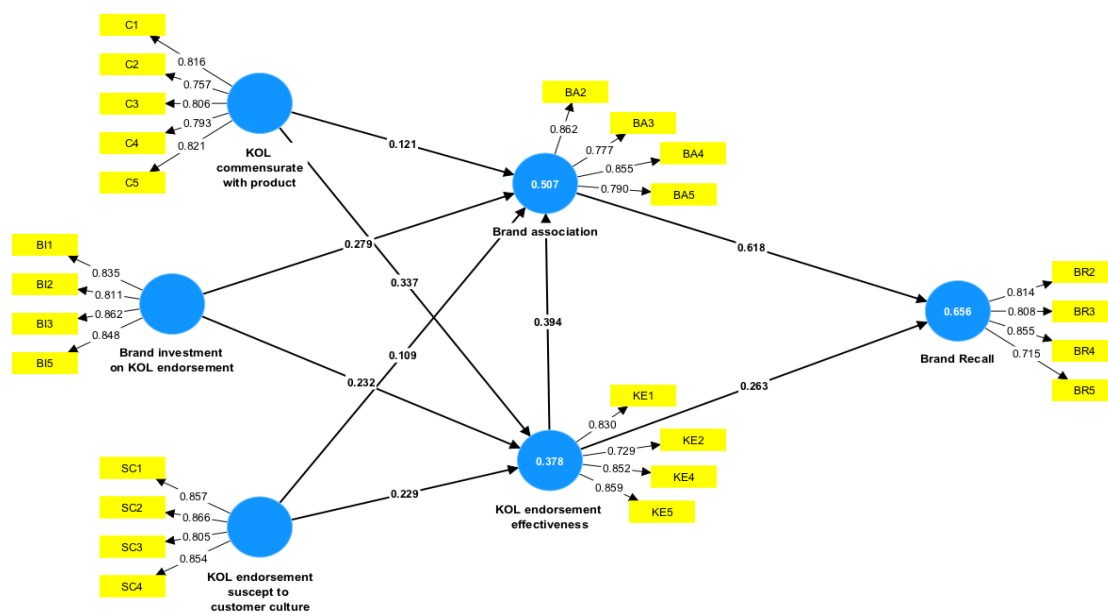 C1
C2
C3
C4
C5
0.816
0.757
0.806
0.793
0.821
KOL
commensurate
with product
BI1
BI2
BI3
BI5
0.835
0.811
0.862
0.848
Brand investment
on KOL endorsement
SC1
SC2
SC3
SC4
0.857
0.866
0.805
0.854
KOL endorsement
suscept to
customer culture
0.121
0.337
0.279
0.232
0.109
0.229
BA2
BA3
BA4
BA5
0.862
0.777
0.855
0.790
0.507
Brand association
0.394
KE1
KE2
KE4
KE5
0.830
0.729
0.852
0.859
0.378
KOL endorsement
effectiveness
0.618
0.263
0.656
Brand Recall
BR2
BR3
BR4
BR5
0.814
0.808
0.855
0.715